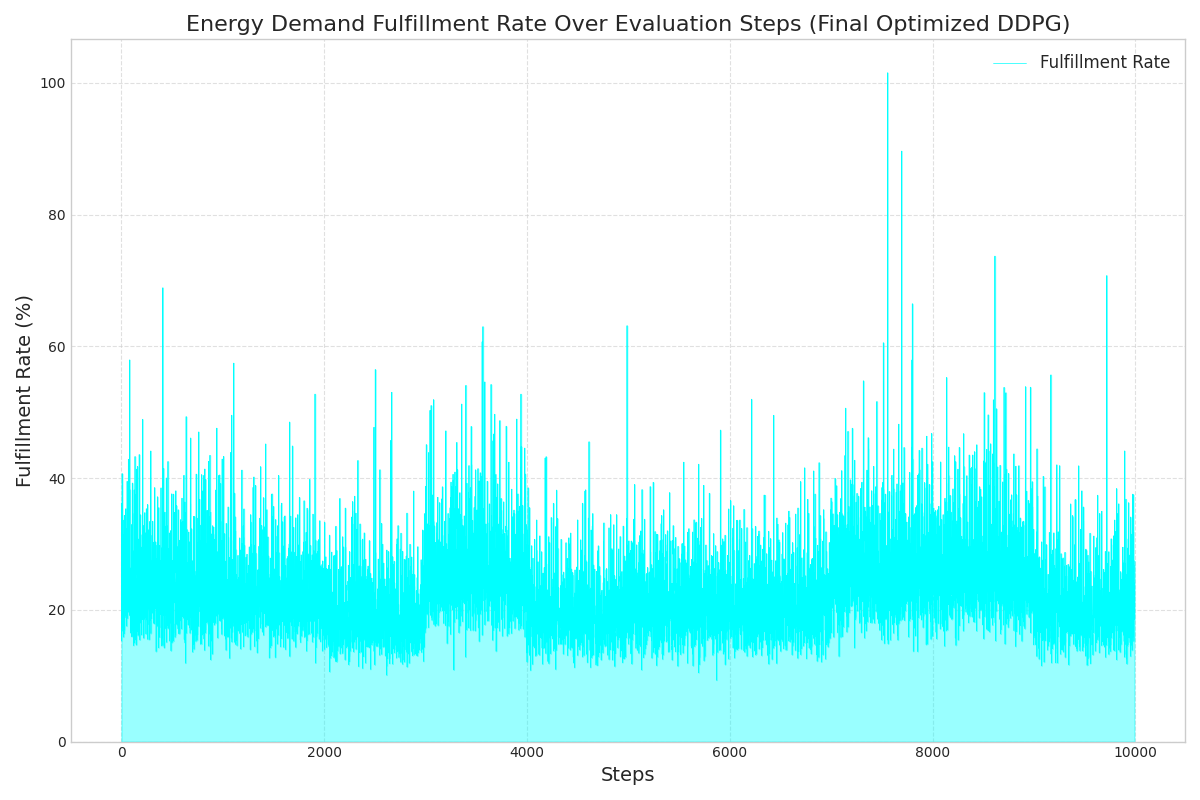 Energy Demand Fulfillment Rate Over Evaluation Steps (Final Optimized DDPG)
Fulfillment Rate
Fulfillment Rate (%)
100
80
60
40
20
0
0 2000 4000 6000 8000 10000
Steps